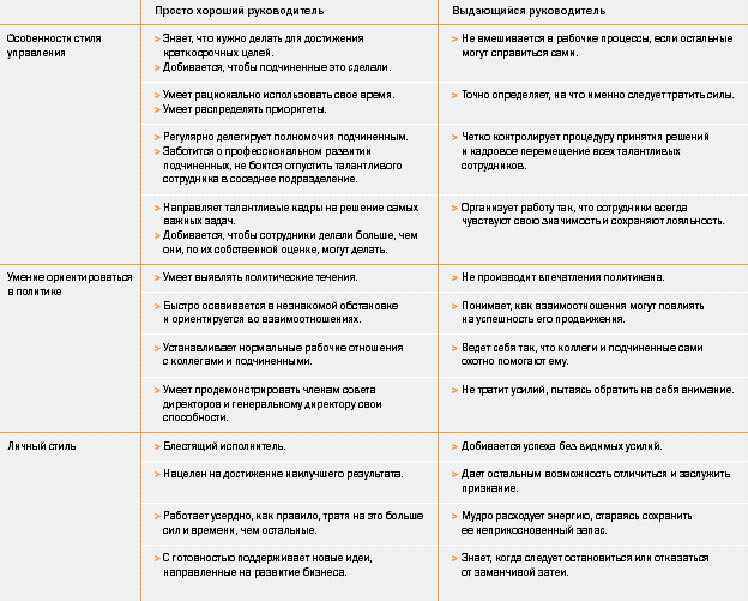 Просто хороший руководитель
Выдающийся руководитель
Особенности стиля
управления
> Знает, что нужно делать для достижения
краткосрочных целей.
> Добивается, чтобы подчиненные это сделали.
> Не вмешивается в рабочие процессы, если остальные
могут справиться сами.
> Умеет рационально использовать свое время.
> Умеет распределять приоритеты.
> Точно определяет, на что именно следует тратить силы.
> Регулярно делегирует полномочия подчиненным.
> Заботится о профессиональном развитии
подчиненных, не боится отпустить талантливого
сотрудника в соседнее подразделение.
> Четко контролирует процедуру принятия решений
и кадровое перемещение всех талантливых
сотрудников.
> Направляет талантливые кадры на решение самых
важных задач.
> Добивается, чтобы сотрудники делали больше, чем
они, по их собственной оценке, могут делать.
> Организует работу так, что сотрудники всегда
чувствуют свою значимость и сохраняют лояльность.
Умение ориентироваться
в политике
> Умеет выявлять политические течения.
> Не производит впечатления политикана.
> Быстро осваивается в незнакомой обстановке
и ориентируется во взаимоотношениях.
> Понимает, как взаимоотношения могут повлиять
на успешность его продвижения.
> Устанавливает нормальные рабочие отношения
с коллегами и подчиненными.
> Ведет себя так, что коллеги и подчиненные сами
охотно помогают ему.
> Умеет продемонстрировать членам совета
директоров и генеральному директору свои
способности.
> Не тратит усилий, пытаясь обратить на себя внимание.
Личный стиль
> Блестящий исполнитель.
> Добивается успеха без видимых усилий.
> Нацелен на достижение наилучшего результата.
> Дает остальным возможность отличиться и заслужить
признание.
> Работает усердно, как правило, тратя на это больше
сил и времени, чем остальные.
> Мудро расходует энергию, стараясь сохранить
ее неприкосновенный запас.
> С готовностью поддерживает новые идеи,
направленные на развитие бизнеса.
> Знает, когда следует остановиться или отказаться
от заманчивой затеи.